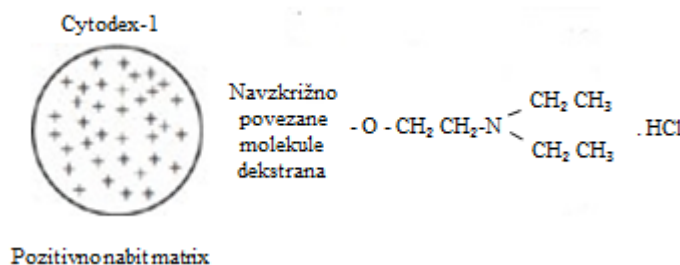 Cytodex-1
Navzkrižno
povezane
molekule
dekstrana
- O - CH₂ CH₂-N
CH₂ CH₃
CH₂ CH₃
. HCl
Pozitivno nabit matrix